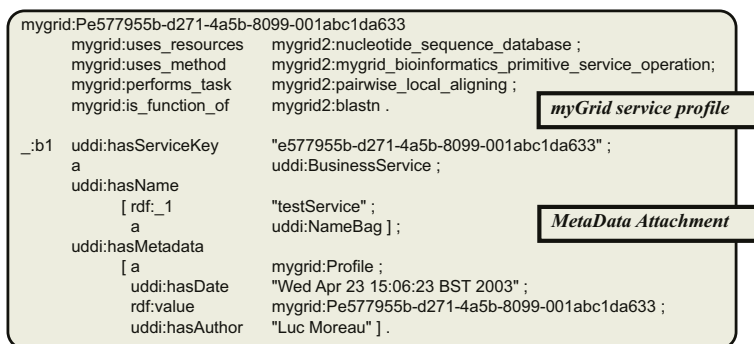 mygrid:Pe577955b-d271-4a5b-8099-001abc1da633
mygrid:uses_resources mygrid2:nucleotide_sequence_database ;
mygrid:uses_method mygrid2:mygrid_bioinformatics_primitive_service_operation;
mygrid:performs_task mygrid2:pairwise_local_aligning ;
mygrid:is_function_of mygrid2:blastn .
myGrid service profile
_:b1 uddi:hasServiceKey "e577955b-d271-4a5b-8099-001abc1da633" ;
a uddi:BusinessService ;
uddi:hasName
[ rdf:_1 "testService" ;
a uddi:NameBag ] ;
MetaData Attachment
uddi:hasMetadata
[ a mygrid:Profile ;
uddi:hasDate "Wed Apr 23 15:06:23 BST 2003" ;
rdf:value mygrid:Pe577955b-d271-4a5b-8099-001abc1da633 ;
uddi:hasAuthor "Luc Moreau" ] .